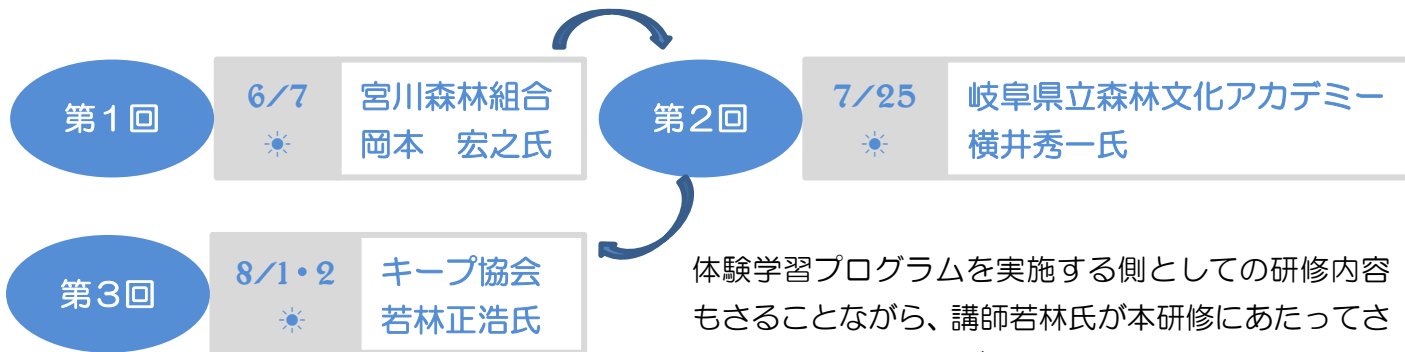 第1回
6/7
宮川森林組合
岡本　宏之氏
第2回
7/25
岐阜県立森林文化アカデミー
横井秀一氏
第3回
8/1・2
キープ協会
若林正浩氏
体験学習プログラムを実施する側としての研修内容
もさることながら、講師若林氏が本研修にあたってさ